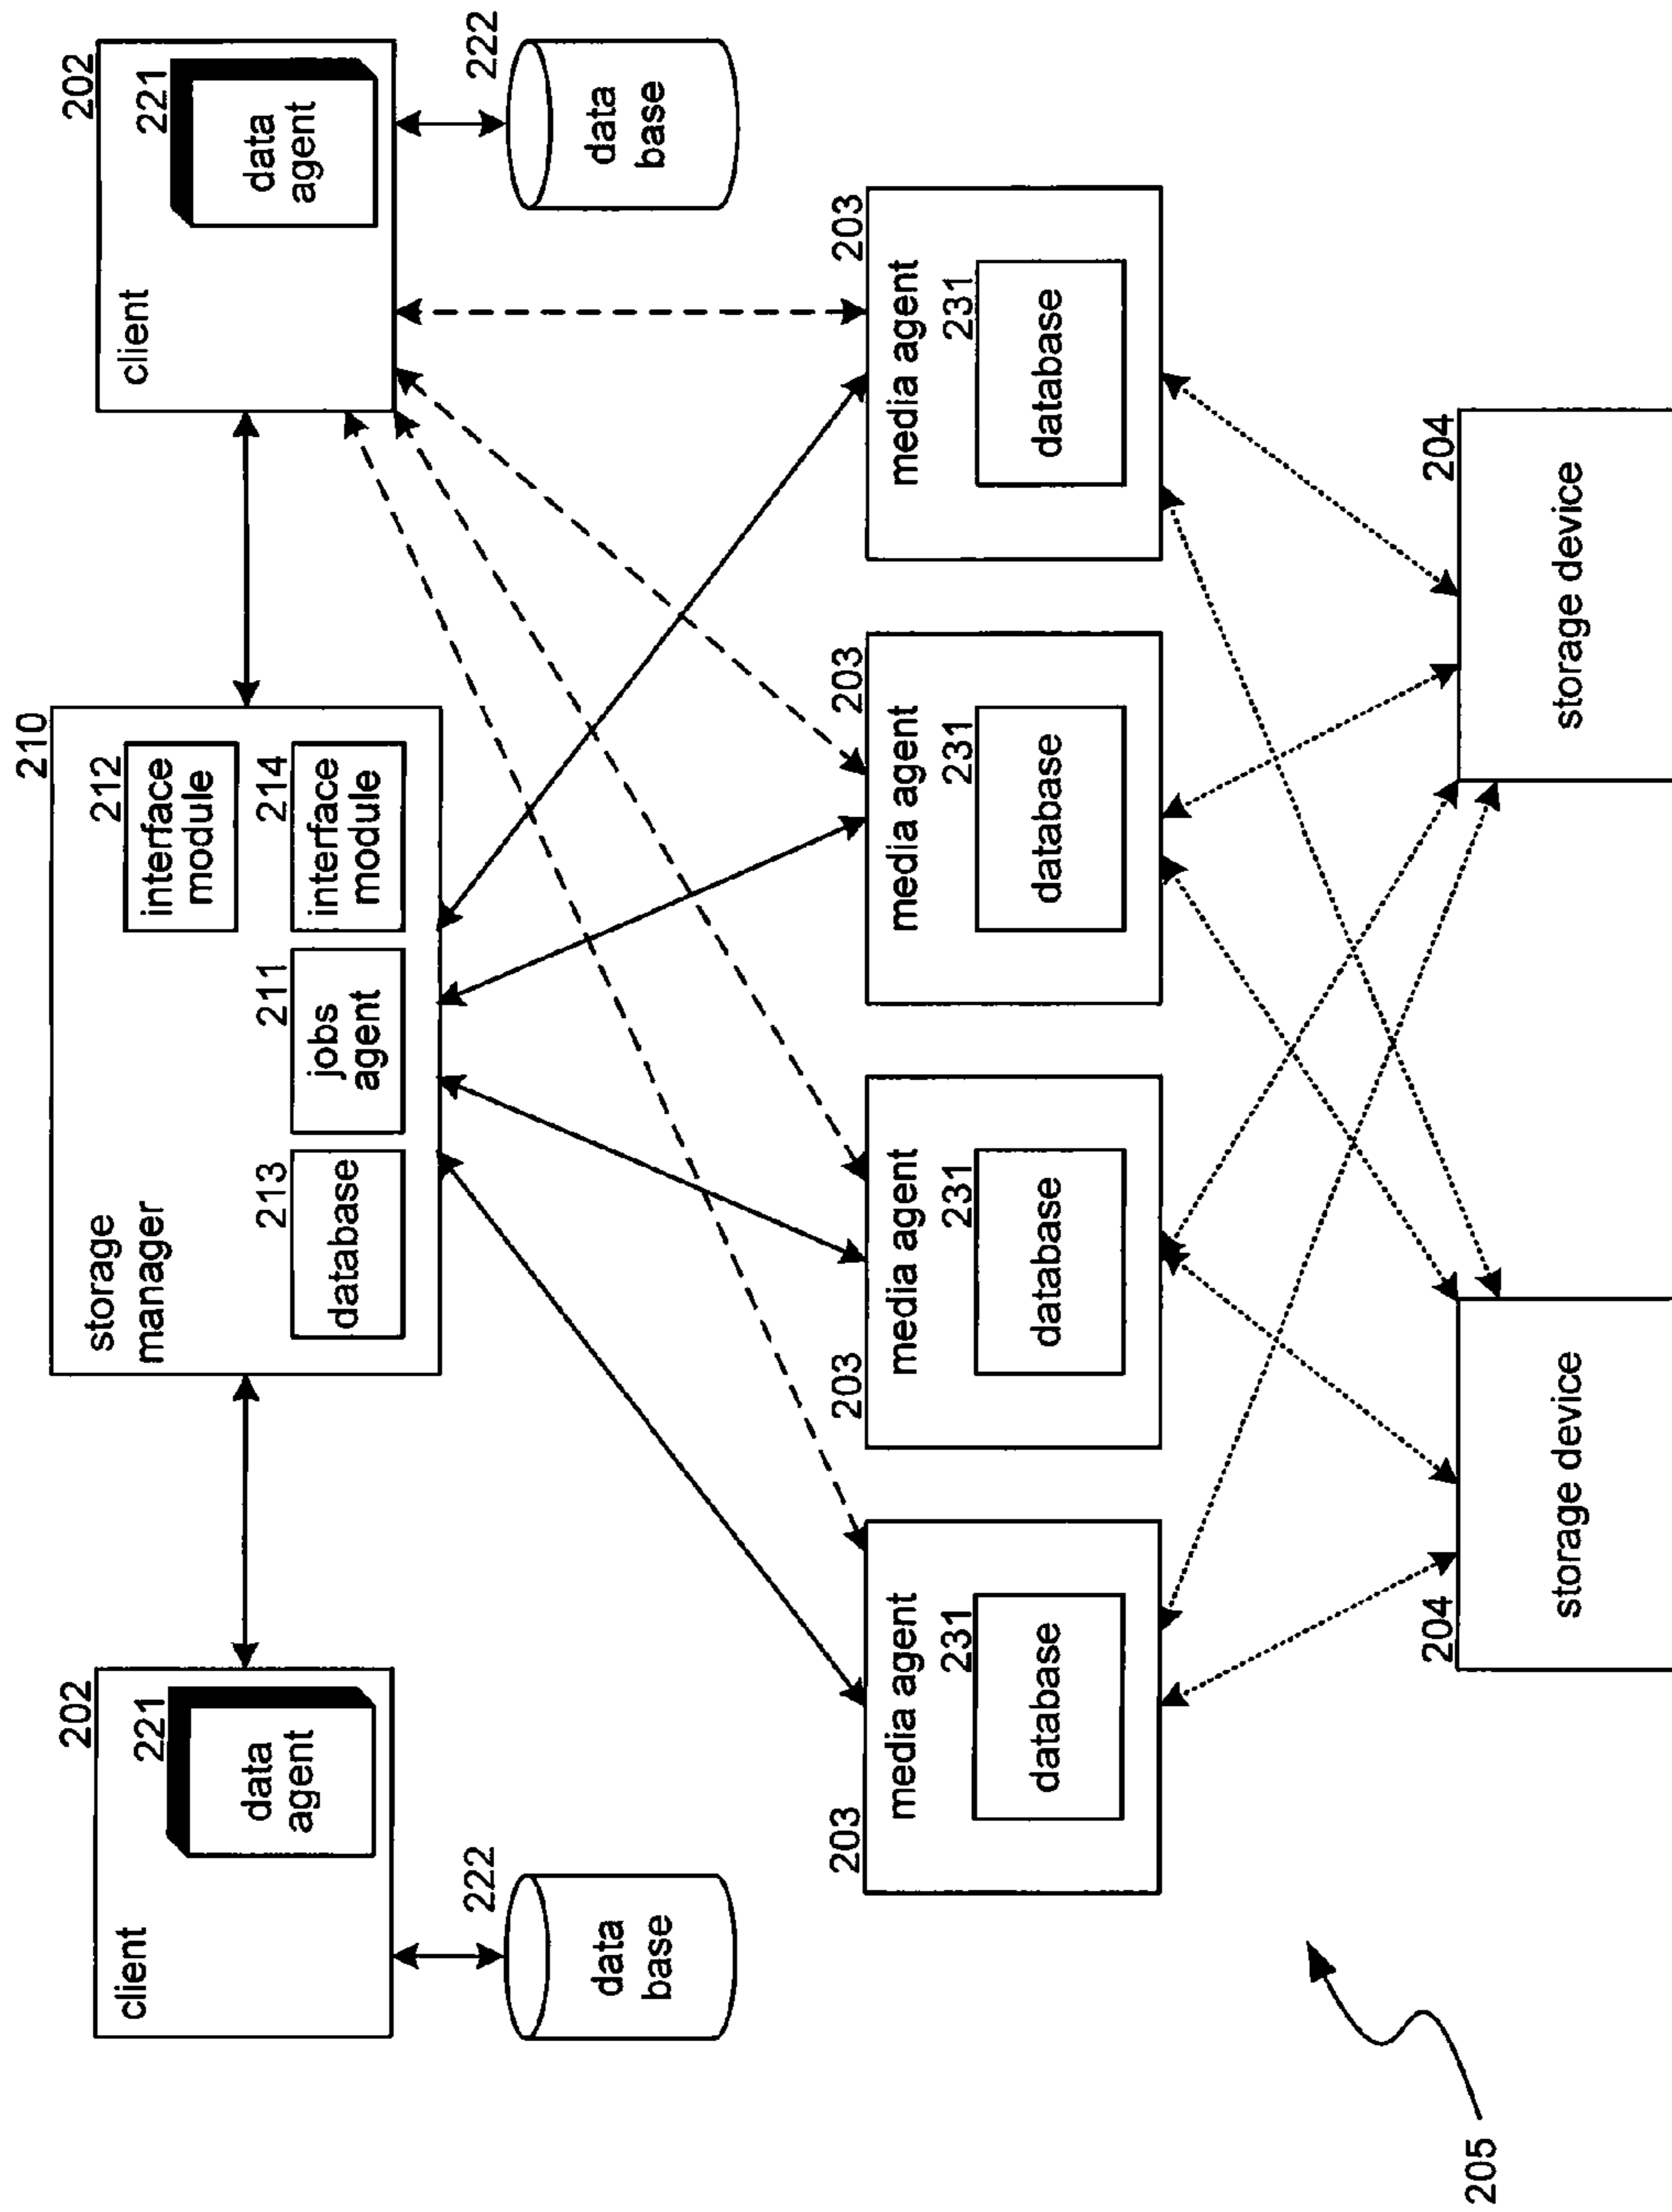 202
client
221
data
agent
222
data
base
210
storage
manager
212
interface
module
213
database
211
jobs
agent
214
interface
module
202
client
221
data
agent
222
data
base
203
media agent
231
database
203
media agent
231
database
203
media agent
231
database
203
media agent
231
database
204
storage device
204
storage device
205